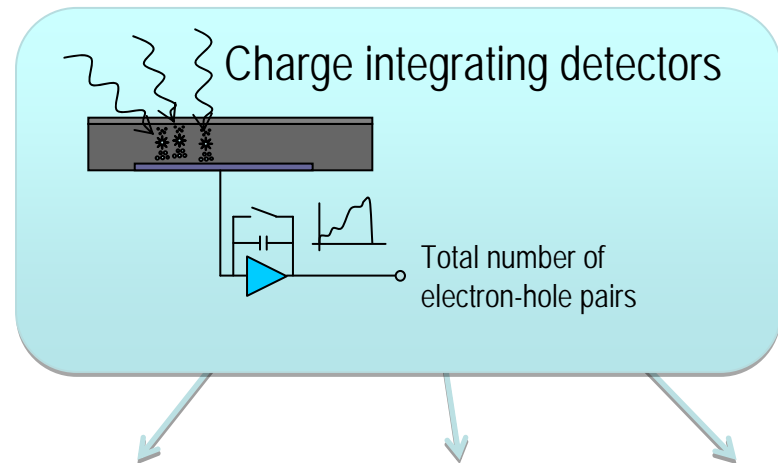 Charge integrating detectors
Total number of
electron-hole pairs